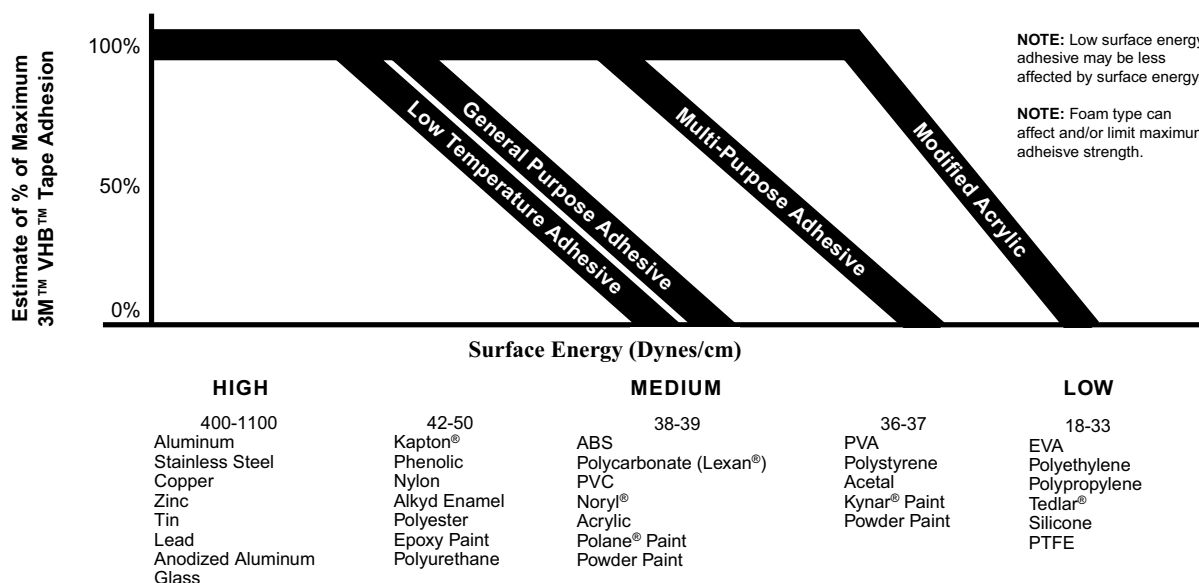 Estimate of % of Maximum
3M™ VHB™ Tape Adhesion
100%
50%
0%
Low Temperature Adhesive
General Purpose Adhesive
Multi-Purpose Adhesive
Modified Acrylic
NOTE: Low surface energy
adhesive may be less
affected by surface energy
NOTE: Foam type can
affect and/or limit maximum
adheisve strength.
Surface Energy (Dynes/cm)
HIGH
400-1100
Aluminum
Stainless Steel
Copper
Zinc
Tin
Lead
Anodized Aluminum
Glass
42-50
Kapton®
Phenolic
Nylon
Alkyd Enamel
Polyester
Epoxy Paint
Polyurethane
MEDIUM
38-39
ABS
Polycarbonate (Lexan®)
PVC
Noryl®
Acrylic
Polane® Paint
Powder Paint
36-37
PVA
Polystyrene
Acetal
Kynar® Paint
Powder Paint
LOW
18-33
EVA
Polyethylene
Polypropylene
Tedlar®
Silicone
PTFE